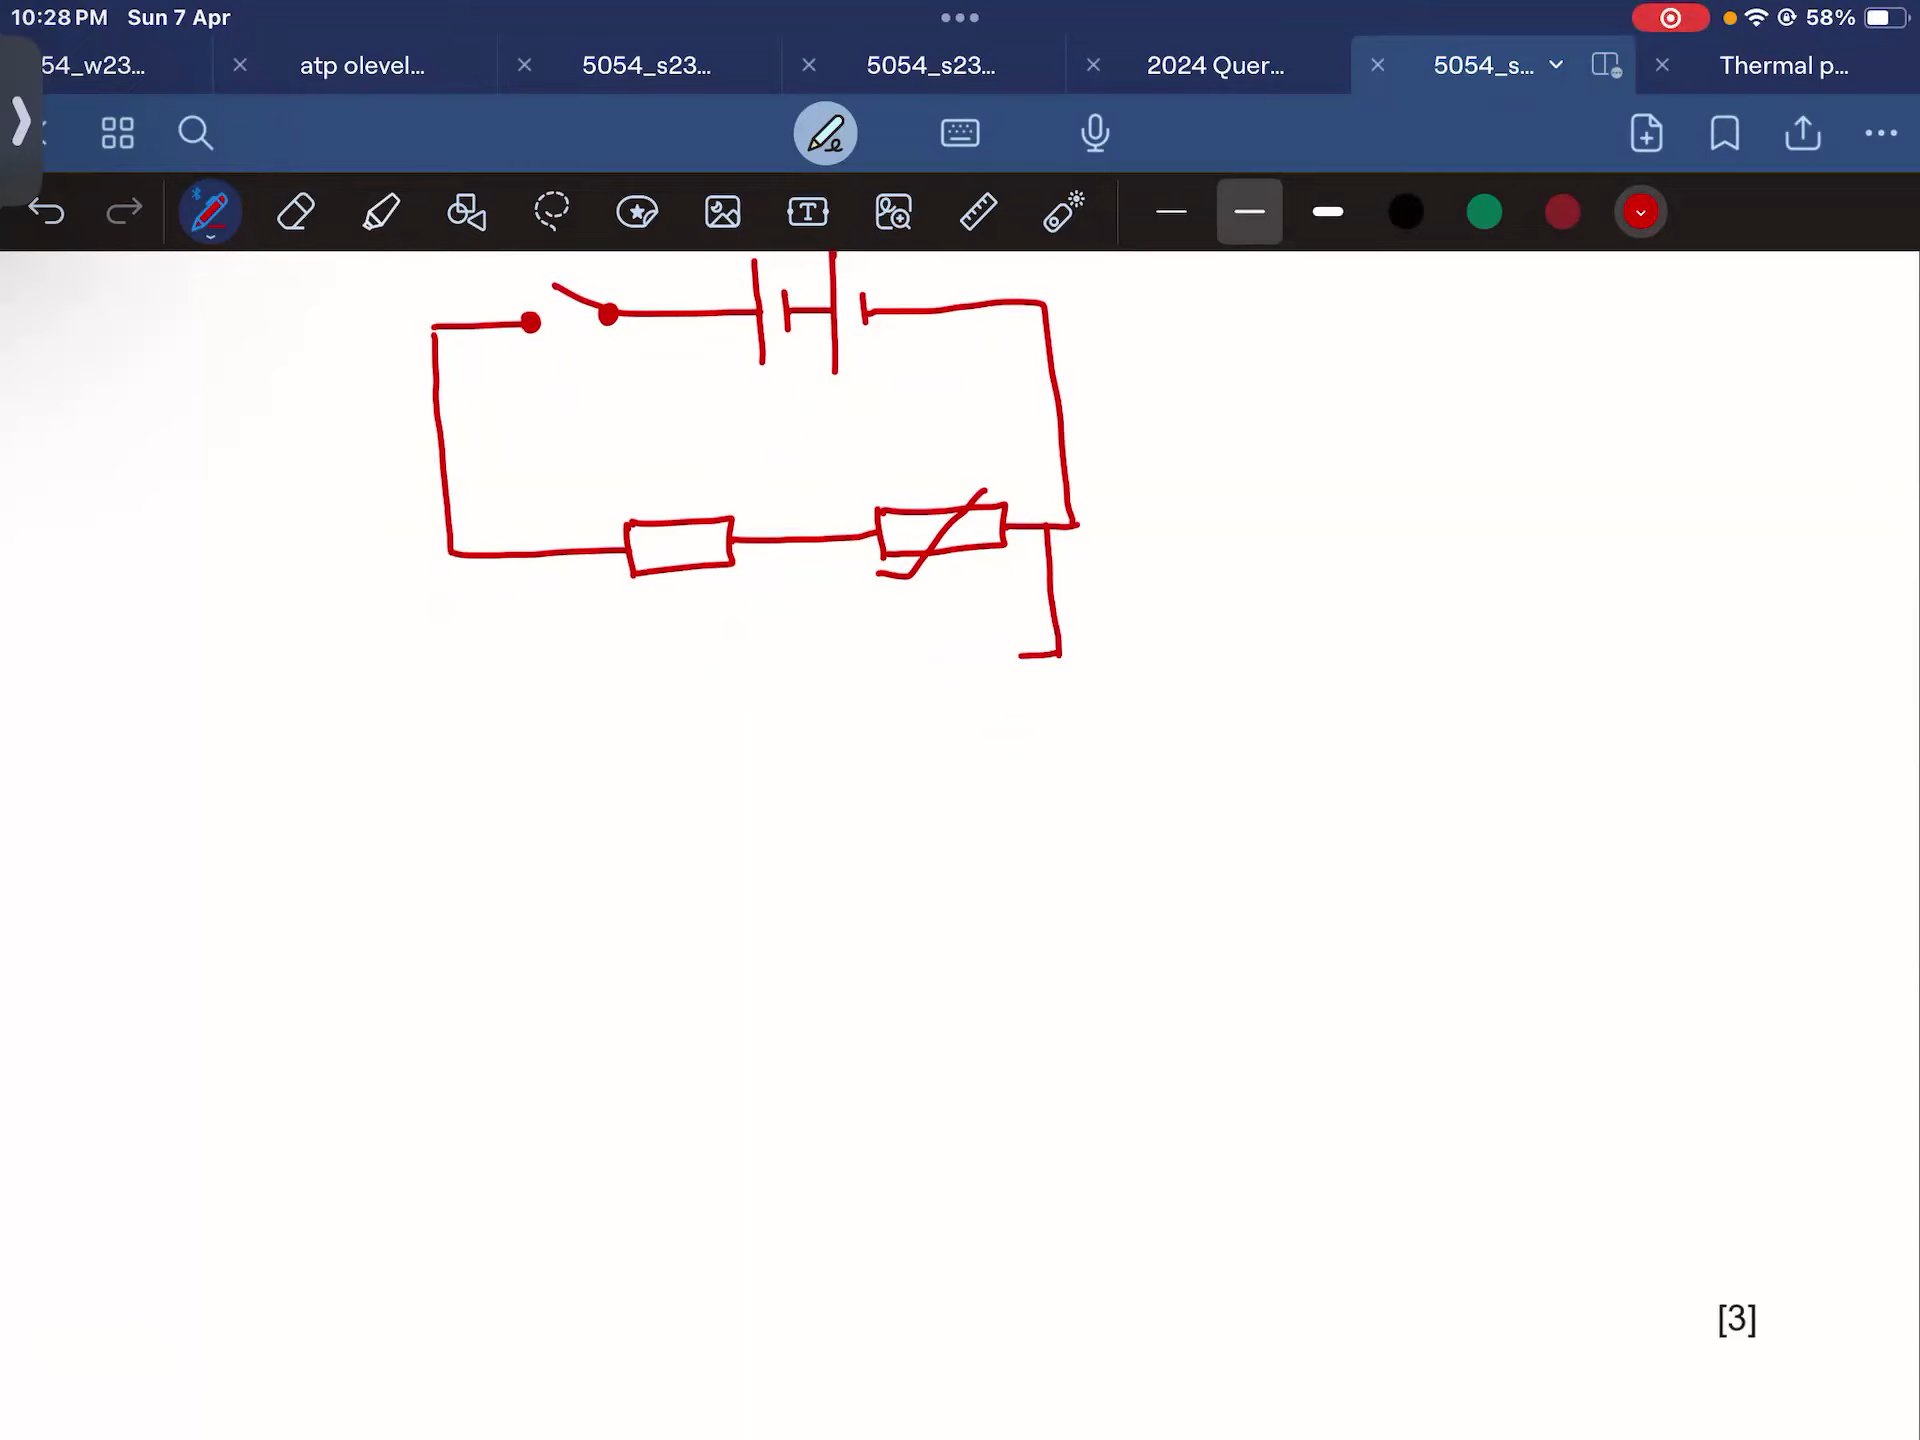 10:28 PM Sun 7 Apr
58%
54_w23...
atp olevel...
5054_s23...
5054_s23...
2024 Quer...
5054_s...
Thermal p...
[3]